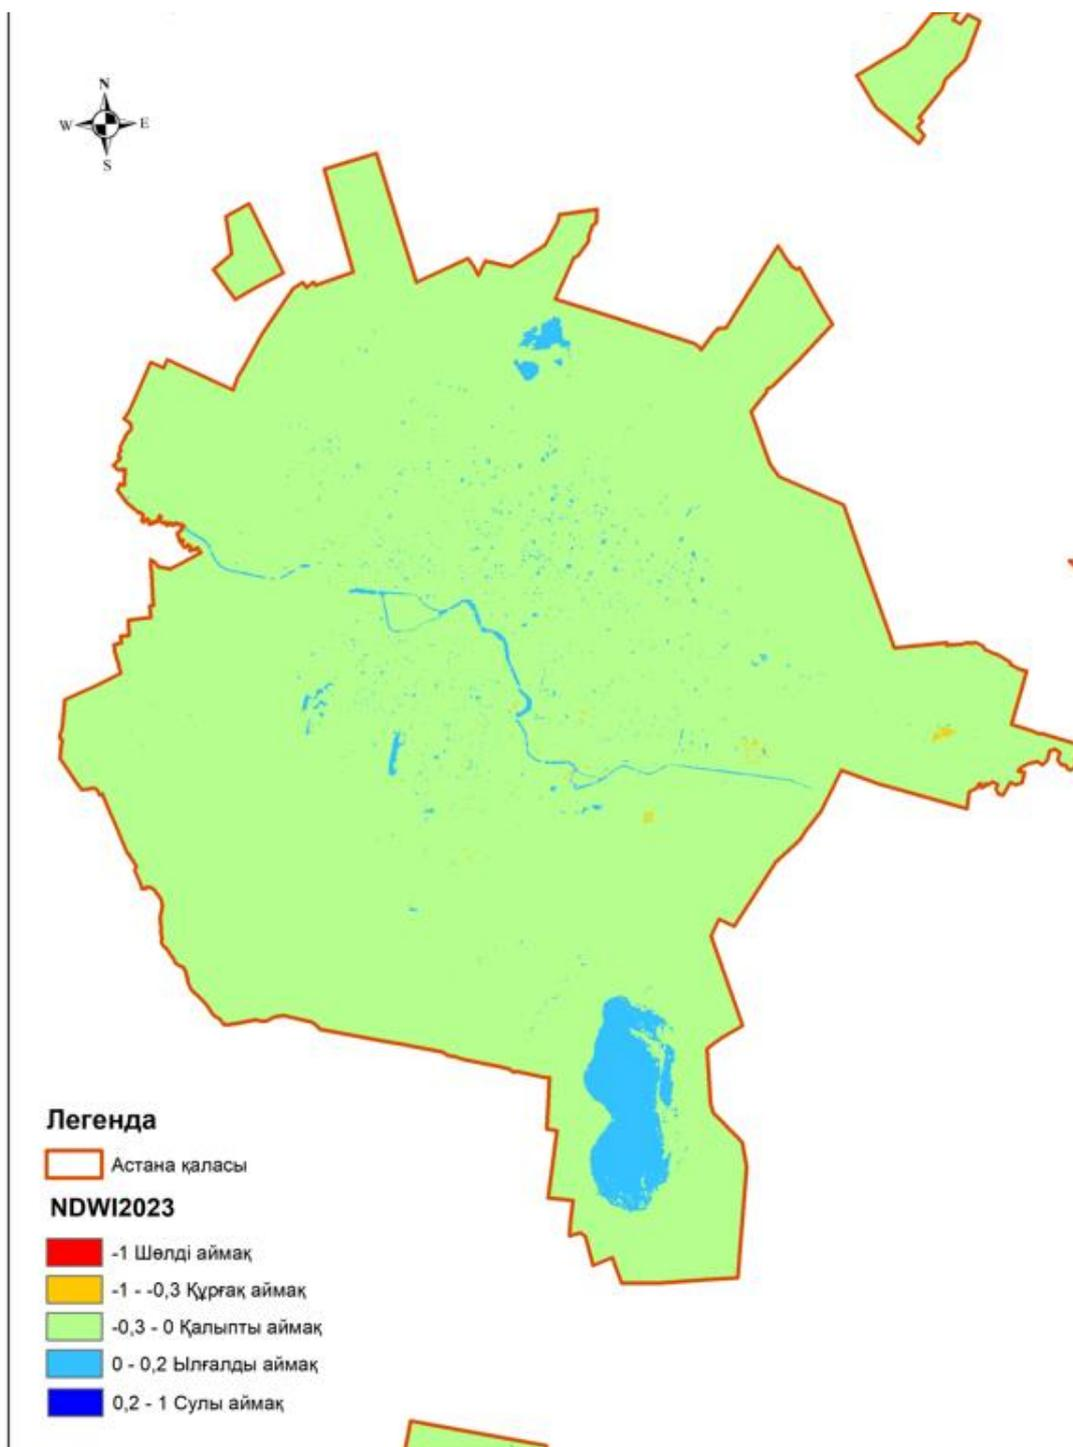 N
W E
S
Легенда
Астана қаласы
NDWI2023
-1 Шөлді аймақ
-1 - -0,3 Құрғақ аймақ
-0,3 - 0 Қалыпты аймақ
0 - 0,2 Ылғалды аймақ
0,2 - 1 Сулы аймақ